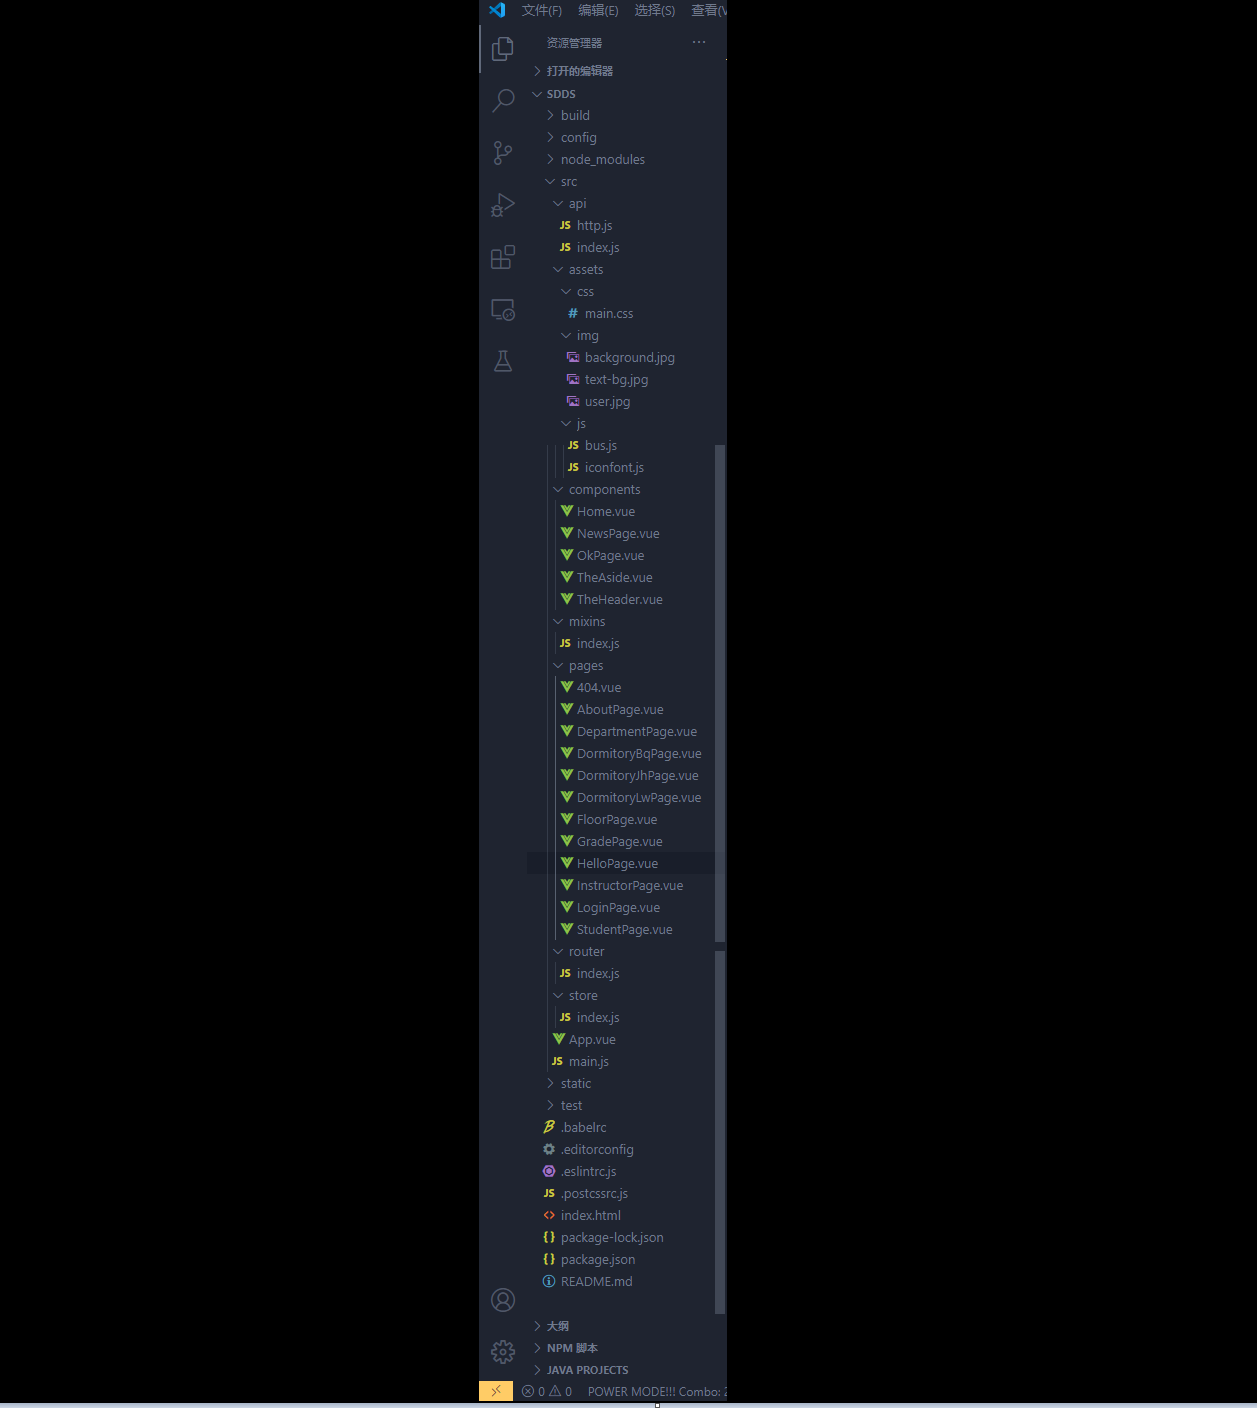 文件(F) 编辑(E) 选择(S) 查看(V
资源管理器 ···
打开的编辑器
SDDS
build
config
node_modules
src
api
JS http.js
JS index.js
assets
css
# main.css
img
background.jpg
text-bg.jpg
user.jpg
js
JS bus.js
JS iconfont.js
components
Home.vue
NewsPage.vue
OkPage.vue
TheAside.vue
TheHeader.vue
mixins
JS index.js
pages
404.vue
AboutPage.vue
DepartmentPage.vue
DormitoryBqPage.vue
DormitoryJhPage.vue
DormitoryLwPage.vue
FloorPage.vue
GradePage.vue
HelloPage.vue
InstructorPage.vue
LoginPage.vue
StudentPage.vue
router
JS index.js
store
JS index.js
App.vue
JS main.js
static
test
.babelrc
.editorconfig
.eslintrc.js
JS .postcssrc.js
<> index.html
{} package-lock.json
{} package.json
README.md
大纲
NPM 脚本
JAVA PROJECTS
0 0 POWER MODE!!! Combo: